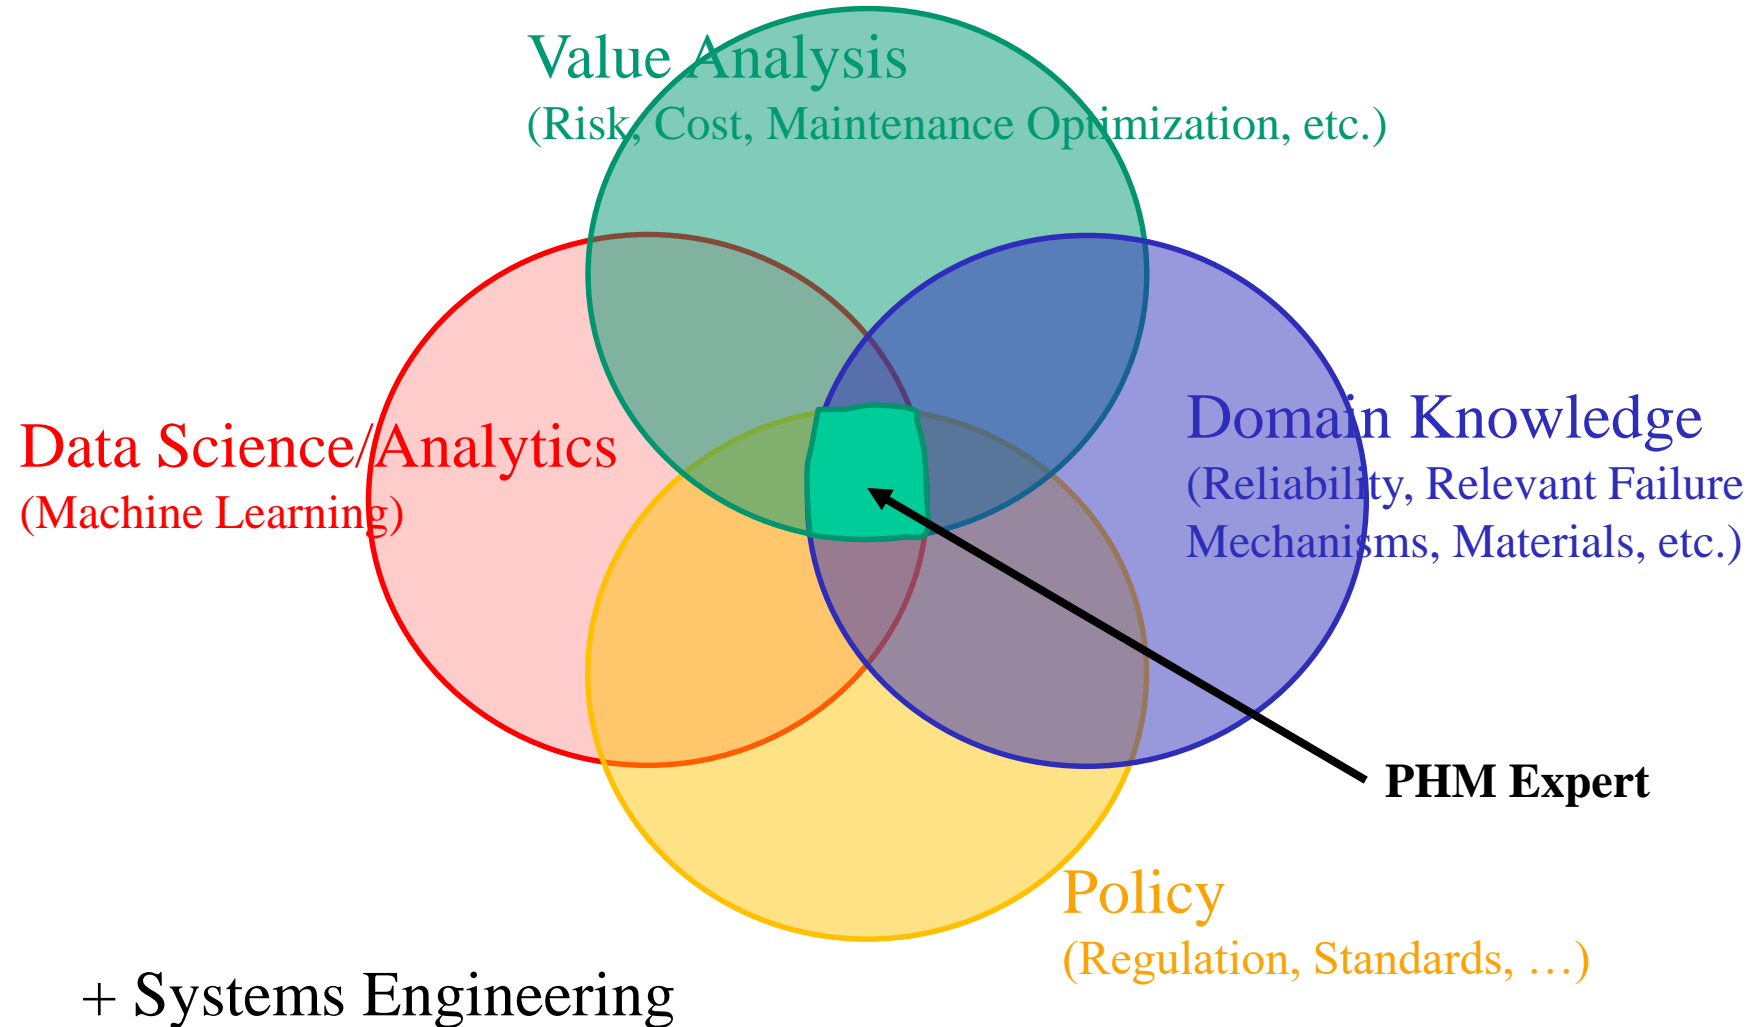 Value Analysis
(Risk, Cost, Maintenance Optimization, etc.)
Data Science/Analytics
(Machine Learning)
Domain Knowledge
(Reliability, Relevant Failure
Mechanisms, Materials, etc.)
PHM Expert
Policy
(Regulation, Standards, …)
+ Systems Engineering